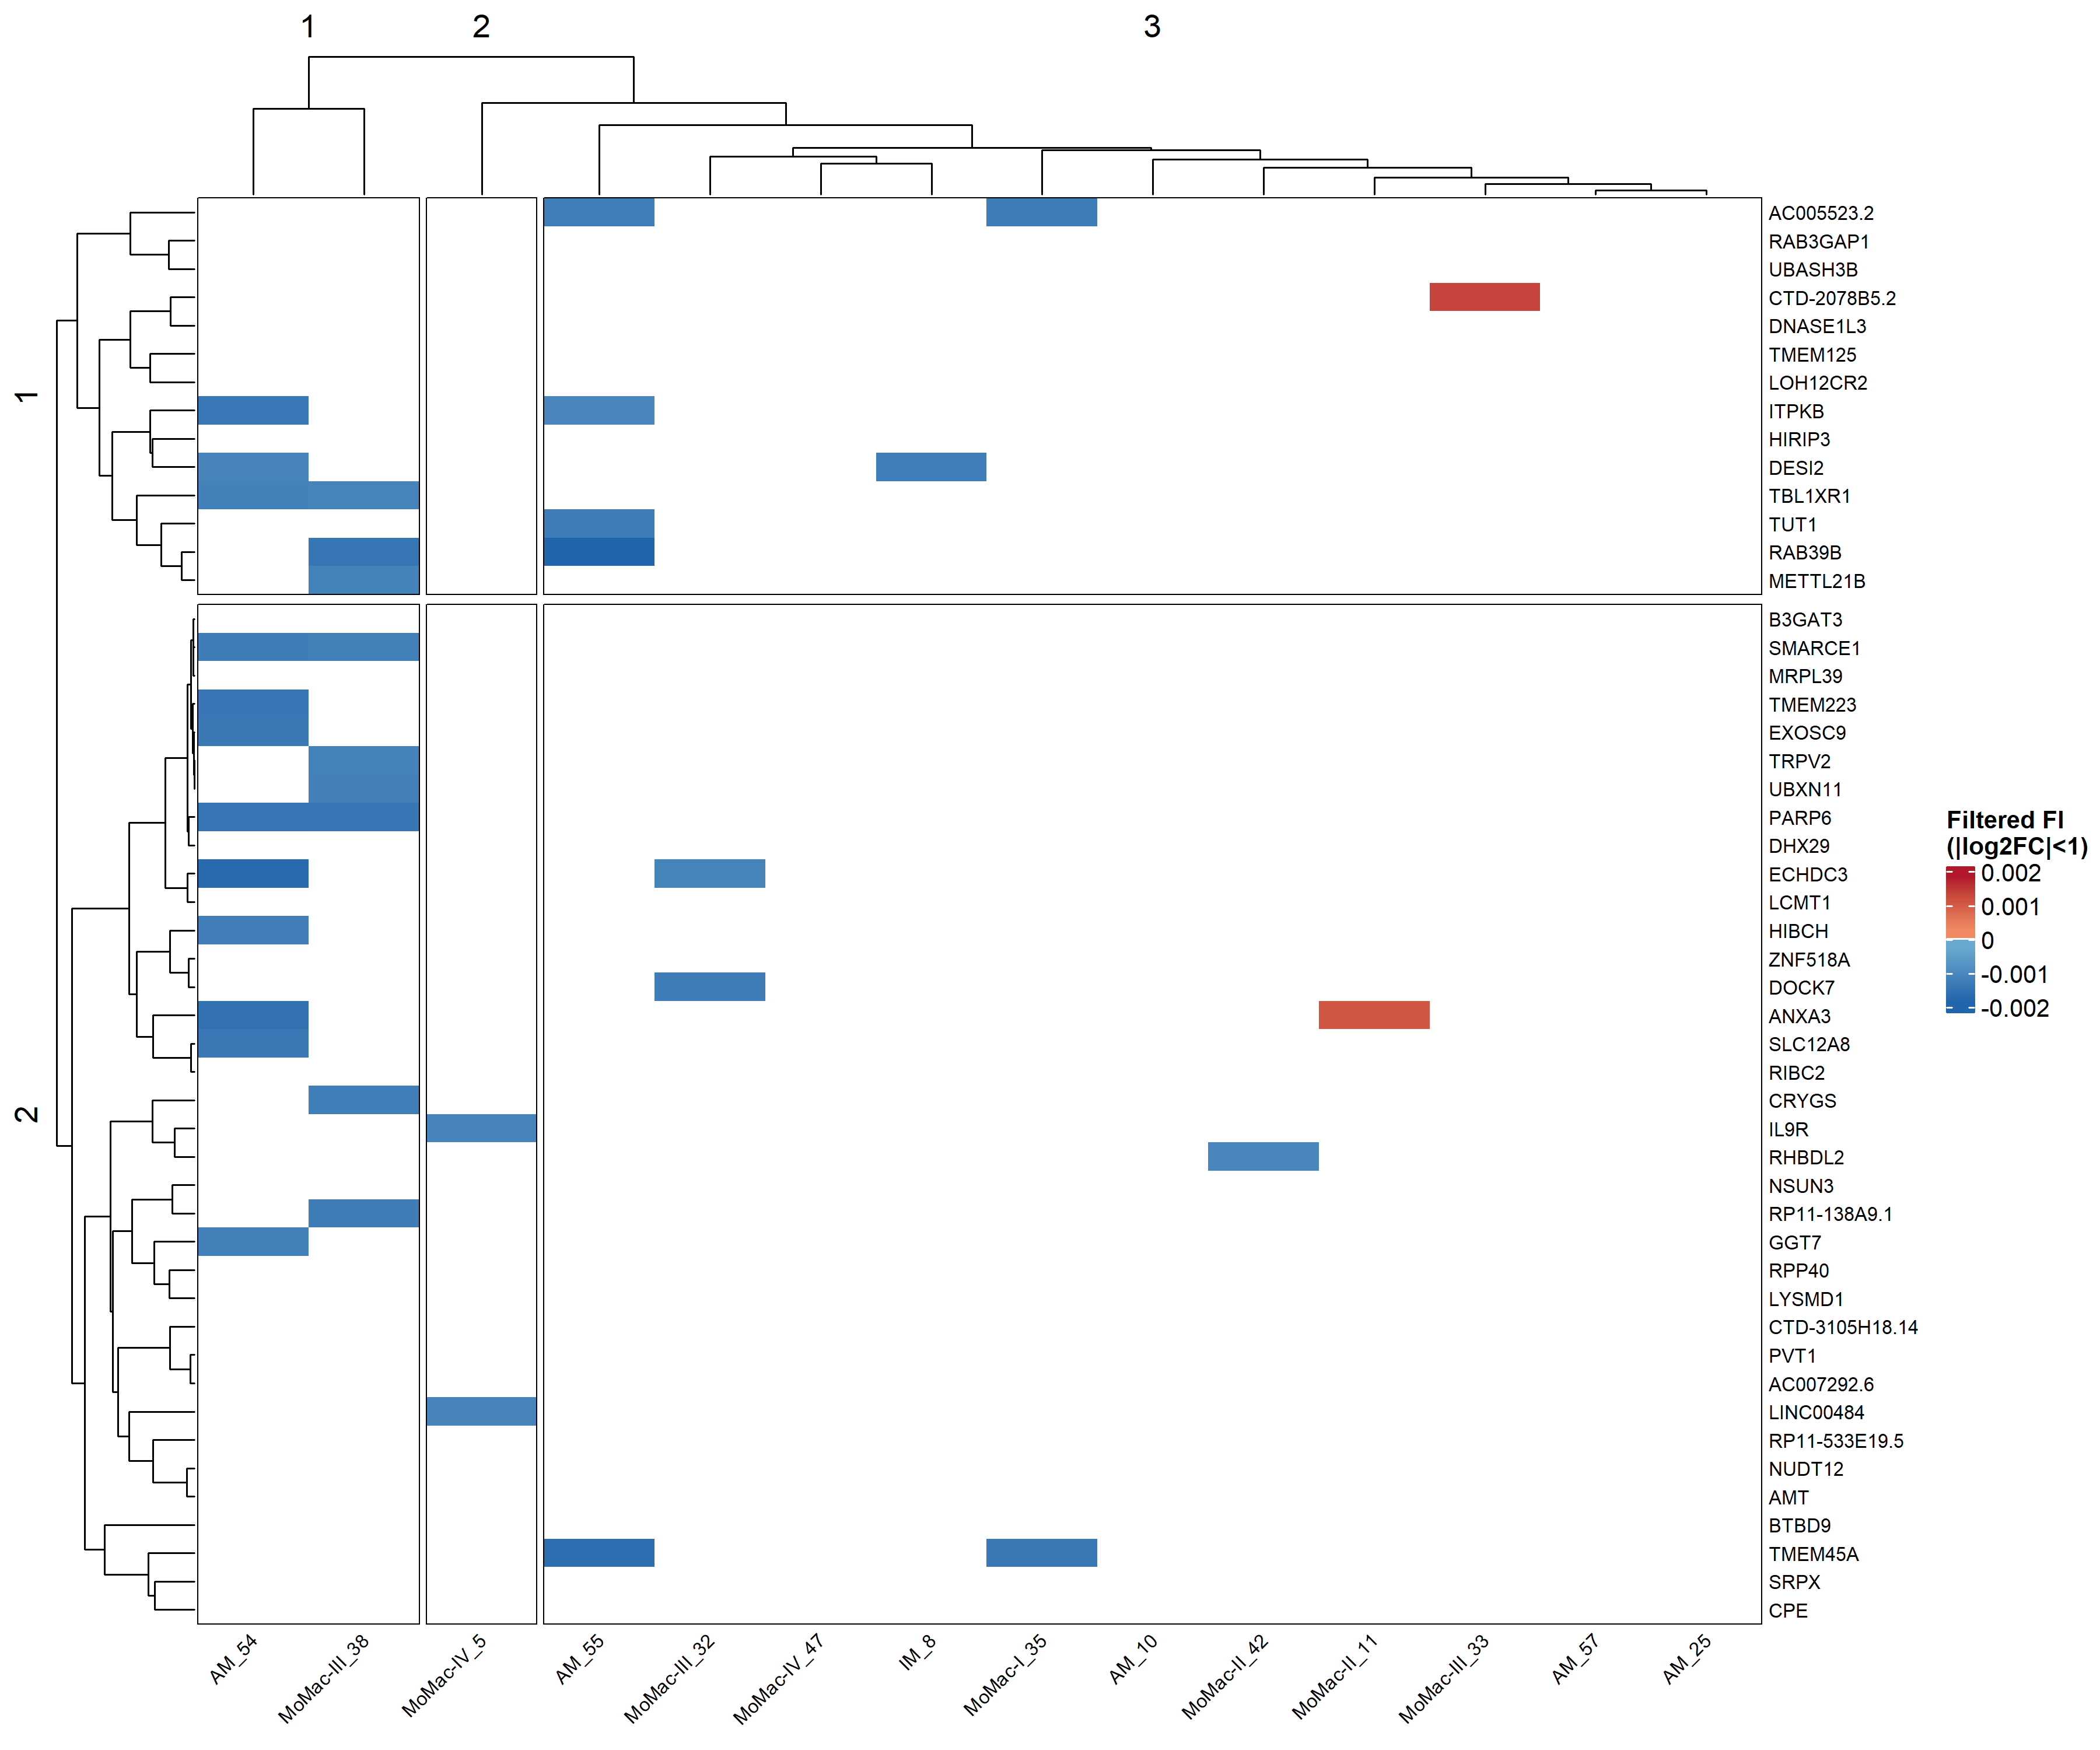 1
2
3
1
2
AC005523.2
RAB3GAP1
UBASH3B
CTD-2078B5.2
DNASE1L3
TMEM125
LOH12CR2
ITPKB
HIRIP3
DESI2
TBL1XR1
TUT1
RAB39B
METTL21B
B3GAT3
SMARCE1
MRPL39
TMEM223
EXOSC9
TRPV2
UBXN11
PARP6
DHX29
ECHDC3
LCMT1
HIBCH
ZNF518A
DOCK7
ANXA3
SLC12A8
RIBC2
CRYGS
IL9R
RHBDL2
NSUN3
RP11-138A9.1
GGT7
RPP40
LYSMD1
CTD-3105H18.14
PVT1
AC007292.6
LINC00484
RP11-533E19.5
NUDT12
AMT
BTBD9
TMEM45A
SRPX
CPE
Filtered FI
(|log2FC|<1)
0.002
0.001
0
-0.001
-0.002
AM_54
MoMac-III_38
MoMac-IV_5
AM_55
MoMac-III_32
MoMac-IV_47
IM_8
MoMac-I_35
AM_10
MoMac-II_42
MoMac-II_11
MoMac-III_33
AM_57
AM_25